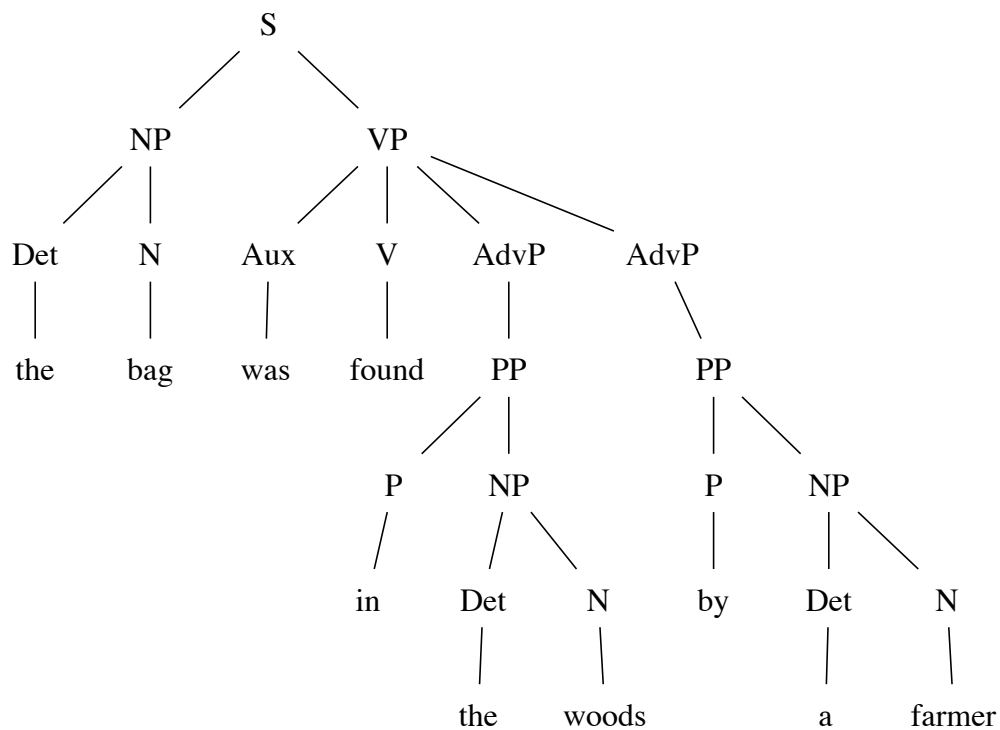 S
NP VP
Det N Aux V AdvP AdvP
the bag was found PP PP
P NP P NP
in Det N by Det N
the woods a farmer